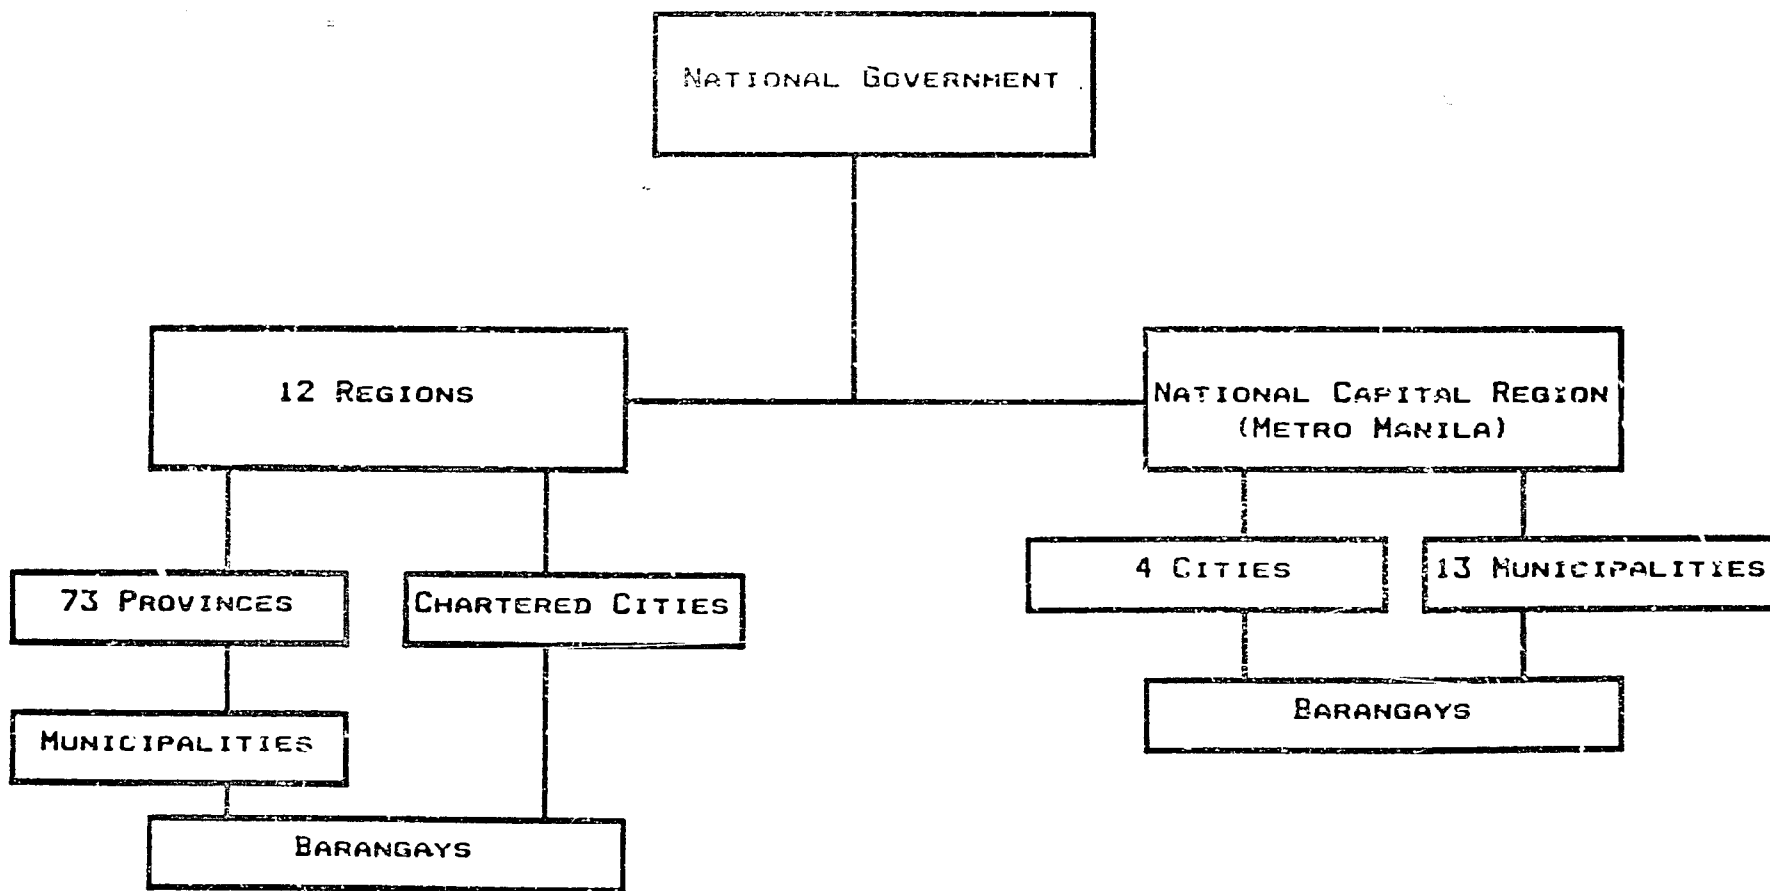 NATIONAL GOVERNMENT
12 REGIONS
NATIONAL CAPITAL REGION
(METRO MANILA)
73 PROVINCES
CHARTERED CITIES
4 CITIES
13 MUNICIPALITIES
MUNICIPALITIES
BARANGAYS
BARANGAYS